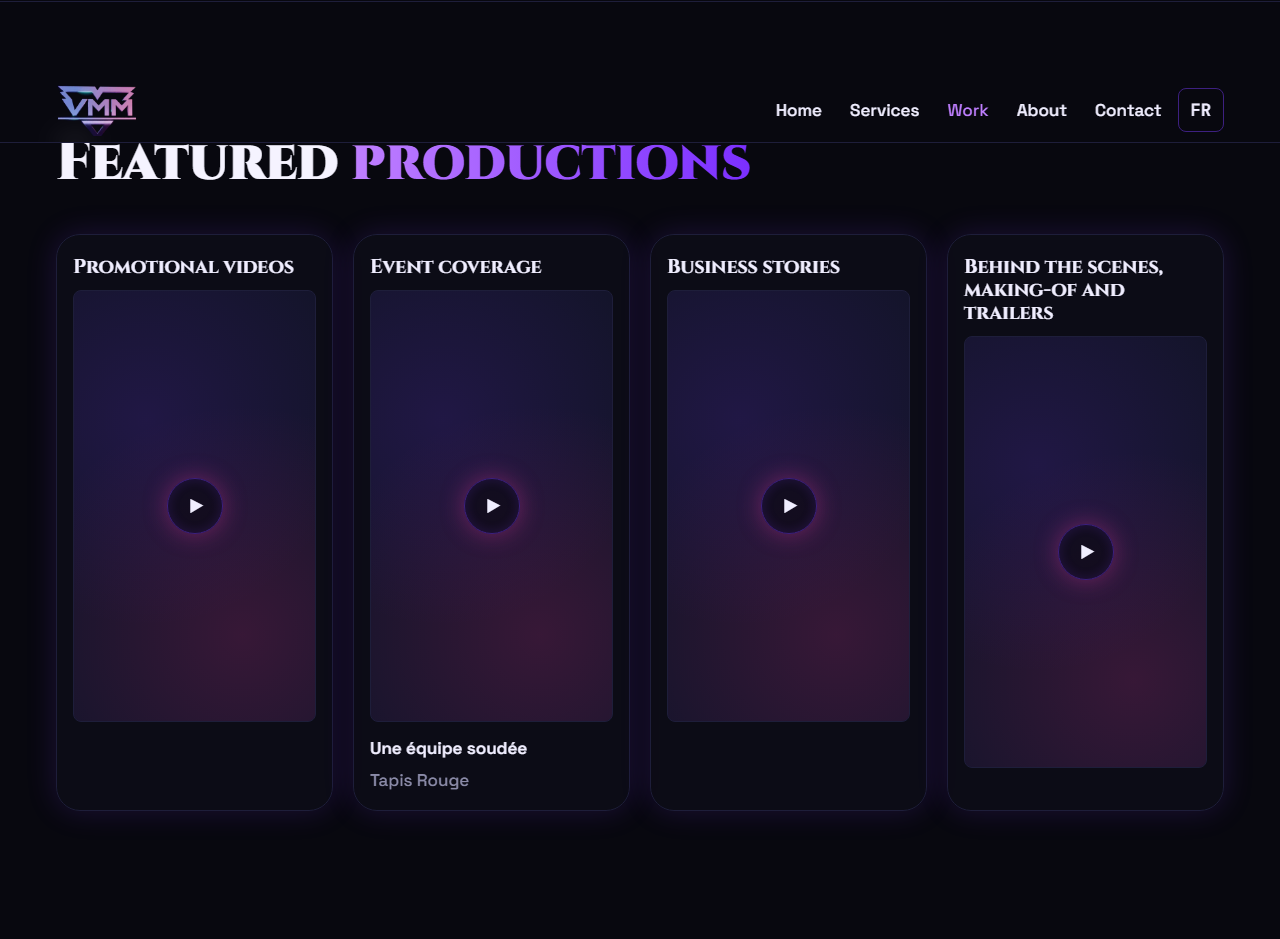 VMM
Home Services Work About Contact FR
Featured productions
Promotional videos
Event coverage
Business stories
Behind the scenes,
making-of and
trailers
Une équipe soudée
Tapis Rouge